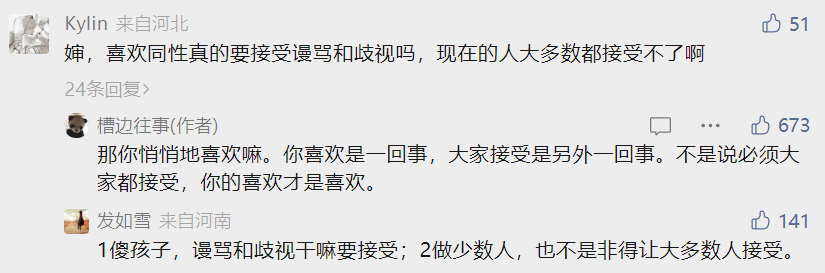 Kylin 来自河北 51
婶，喜欢同性真的要接受谩骂和歧视吗，现在的人大多数都接受不了啊
24条回复>
槽边往事(作者) 673
那你悄悄地喜欢嘛。你喜欢是一回事，大家接受是另外一回事。不是说必须大
家都接受，你的喜欢才是喜欢。
发如雪 来自河南 141
1傻孩子，谩骂和歧视干嘛要接受；2做少数人，也不是非得让大多数人接受。